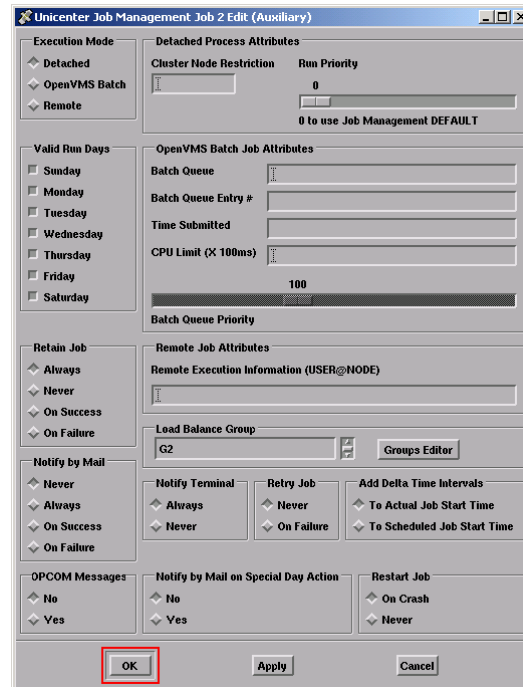 Unicenter Job Management Job 2 Edit (Auxiliary)
Execution Mode
Detached
OpenVMS Batch
Remote
Detached Process Attributes
Cluster Node Restriction
Run Priority
0
0 to use Job Management DEFAULT
Valid Run Days
Sunday
Monday
Tuesday
Wednesday
Thursday
Friday
Saturday
OpenVMS Batch Job Attributes
Batch Queue
Batch Queue Entry #
Time Submitted
CPU Limit (X 100ms)
100
Batch Queue Priority
Retain Job
Always
Never
On Success
On Failure
Remote Job Attributes
Remote Execution Information (USER@NODE)
Load Balance Group
G2
Groups Editor
Notify by Mail
Never
Always
On Success
On Failure
Notify Terminal
Always
Never
Retry Job
Never
On Failure
Add Delta Time Intervals
To Actual Job Start Time
To Scheduled Job Start Time
OPCOM Messages
No
Yes
Notify by Mail on Special Day Action
No
Yes
Restart Job
On Crash
Never
OK
Apply
Cancel